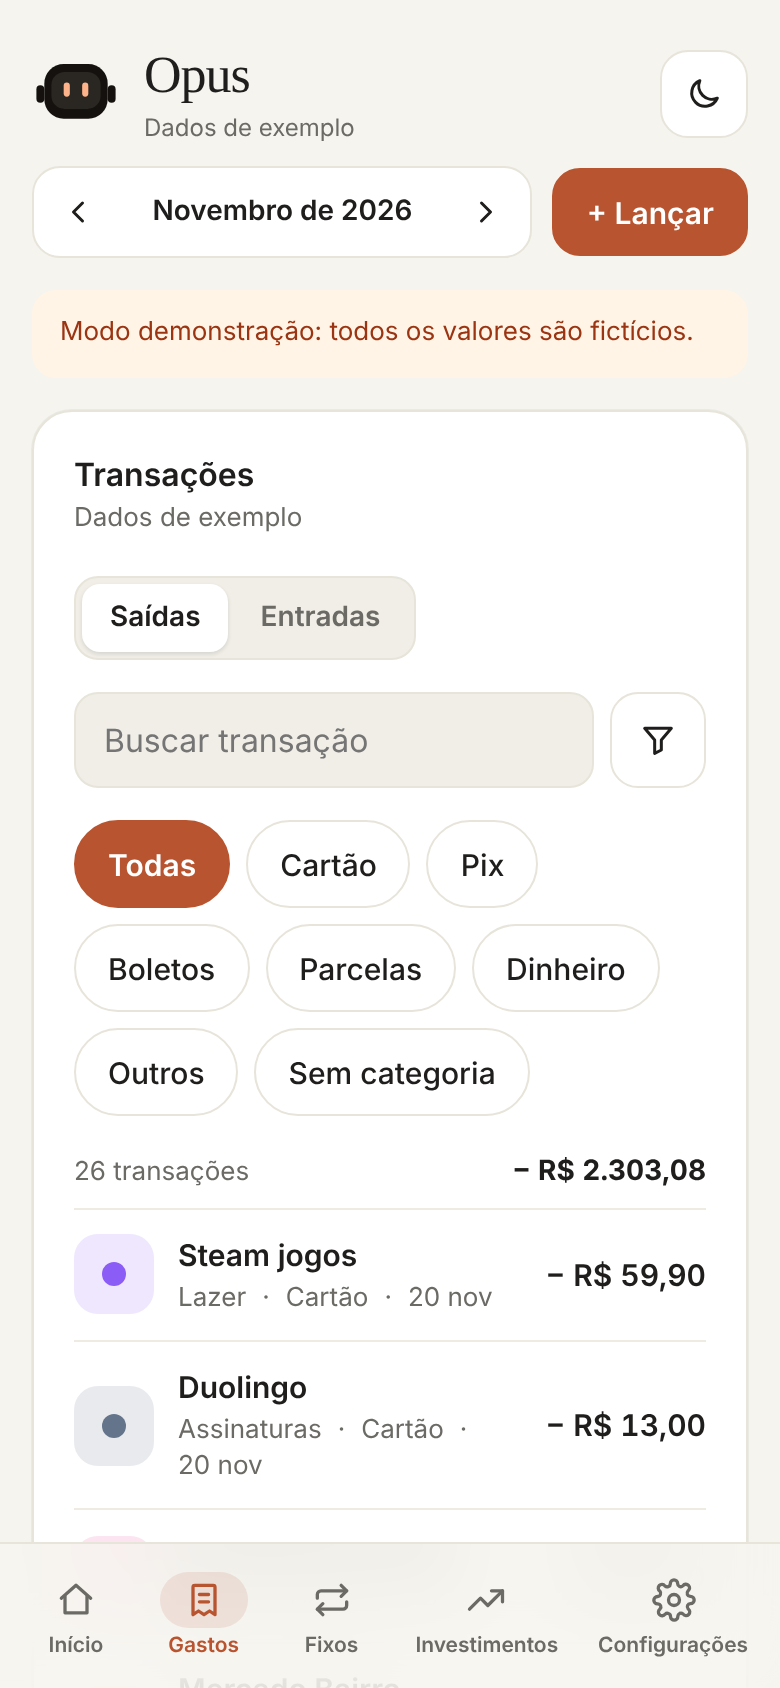 Opus
Dados de exemplo
Novembro de 2026
+ Lançar
Modo demonstração: todos os valores são fictícios.
Transações
Dados de exemplo
Saídas
Entradas
Buscar transação
Todas
Cartão
Pix
Boletos
Parcelas
Dinheiro
Outros
Sem categoria
26 transações
− R$ 2.303,08
Steam jogos
Lazer · Cartão · 20 nov
− R$ 59,90
Duolingo
Assinaturas · Cartão ·
20 nov
− R$ 13,00
Início
Gastos
Fixos
Investimentos
Configurações
Mercado Bairro